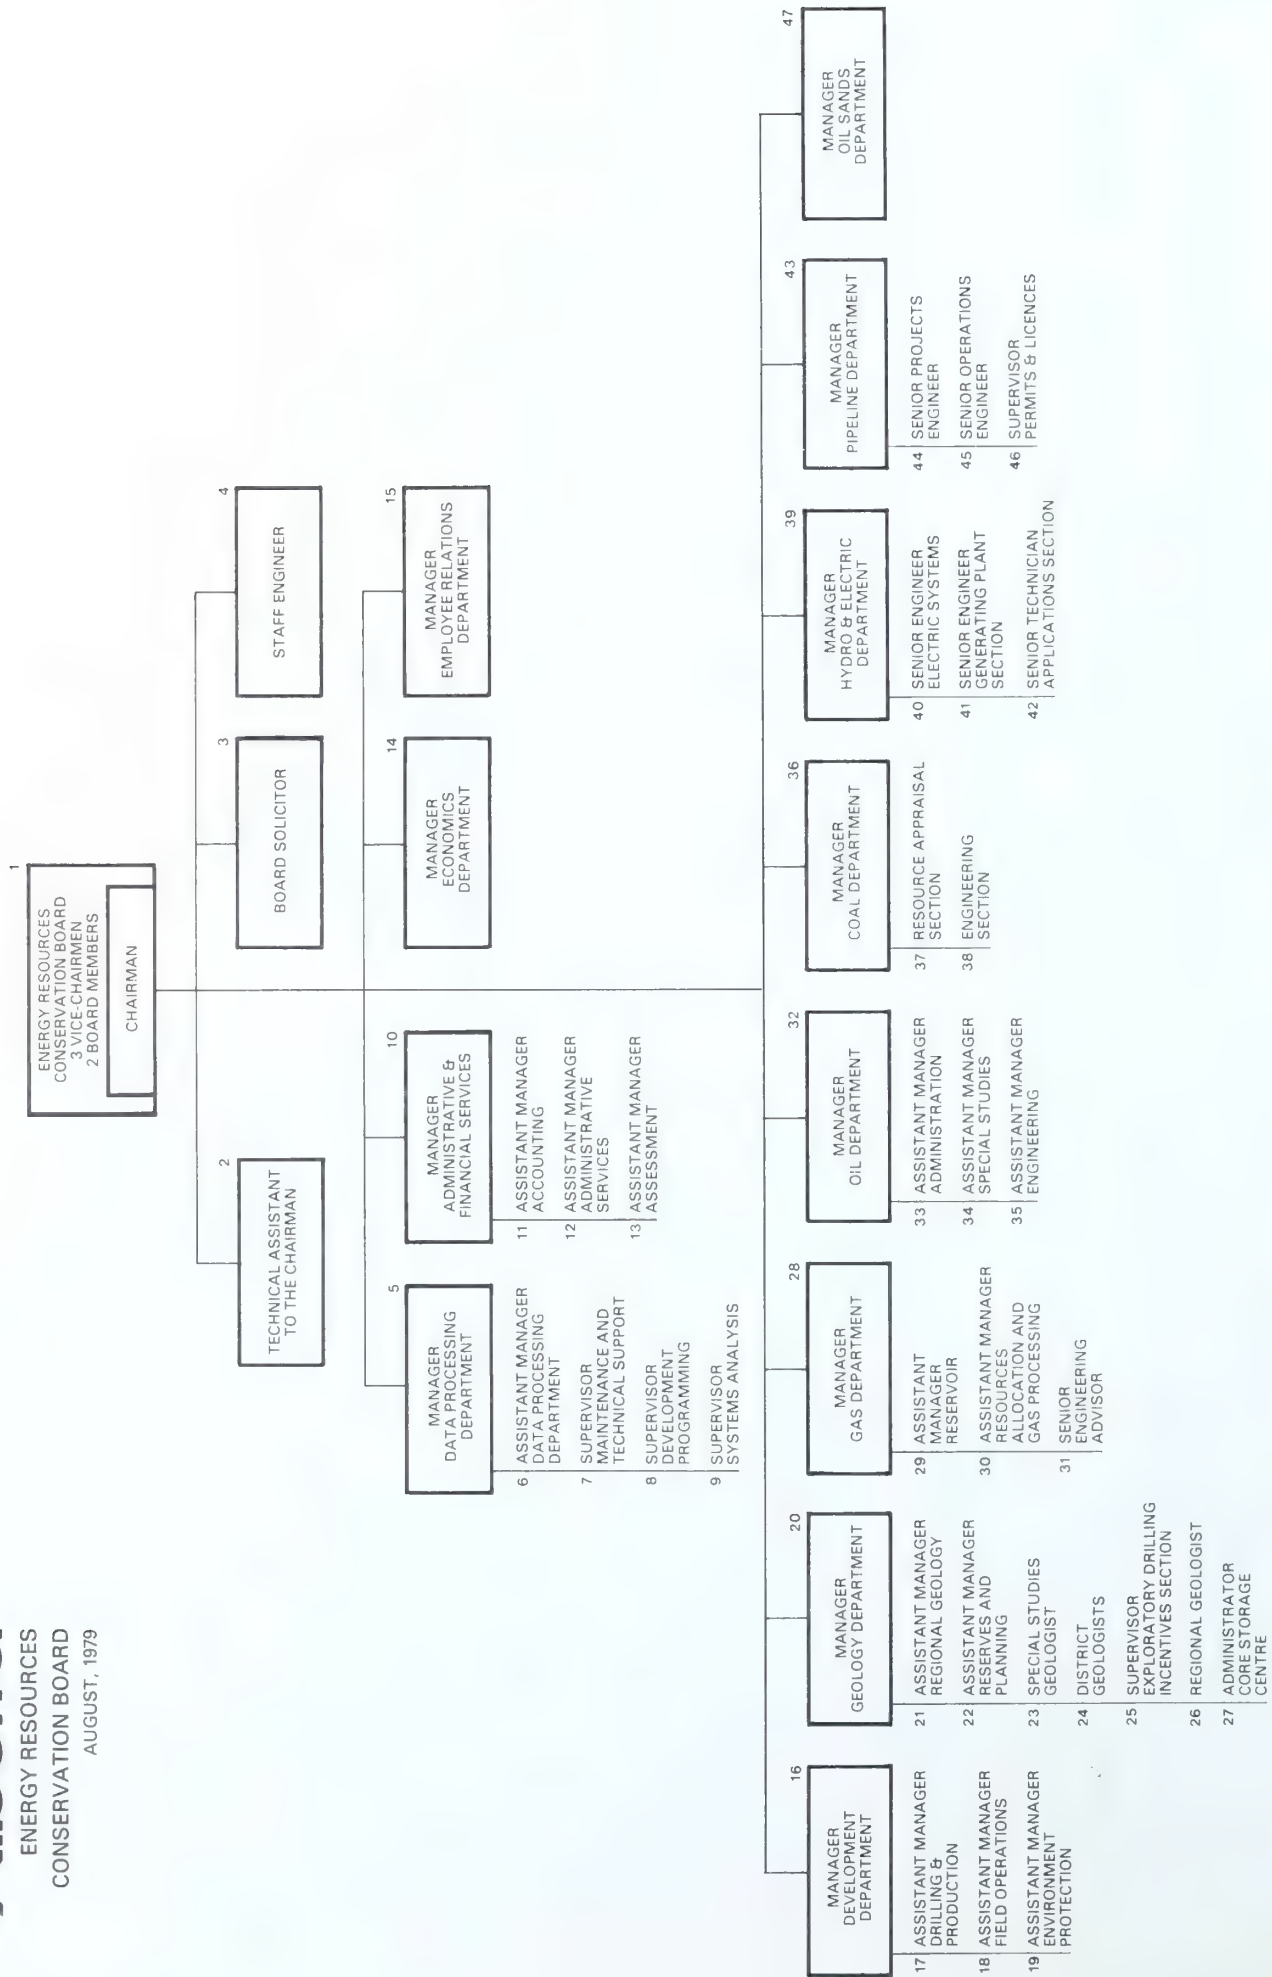 ENERGY RESOURCES
CONSERVATION BOARD
AUGUST, 1979
1
ENERGY RESOURCES
CONSERVATION BOARD
3 VICE-CHAIRMEN
2 BOARD MEMBERS
CHAIRMAN
2
TECHNICAL ASSISTANT
TO THE CHAIRMAN
3
BOARD SOLICITOR
4
STAFF ENGINEER
5
MANAGER
DATA PROCESSING
DEPARTMENT
6 ASSISTANT MANAGER
DATA PROCESSING
DEPARTMENT
7 SUPERVISOR
MAINTENANCE AND
TECHNICAL SUPPORT
8 SUPERVISOR
DEVELOPMENT
PROGRAMMING
9 SUPERVISOR
SYSTEMS ANALYSIS
10
MANAGER
ADMINISTRATIVE &
FINANCIAL SERVICES
11 ASSISTANT MANAGER
ACCOUNTING
12 ASSISTANT MANAGER
ADMINISTRATIVE
SERVICES
13 ASSISTANT MANAGER
ASSESSMENT
14
MANAGER
ECONOMICS
DEPARTMENT
15
MANAGER
EMPLOYEE RELATIONS
DEPARTMENT
16
MANAGER
DEVELOPMENT
DEPARTMENT
17 ASSISTANT MANAGER
DRILLING &
PRODUCTION
18 ASSISTANT MANAGER
FIELD OPERATIONS
19 ASSISTANT MANAGER
ENVIRONMENT
PROTECTION
20
MANAGER
GEOLOGY DEPARTMENT
21 ASSISTANT MANAGER
REGIONAL GEOLOGY
22 ASSISTANT MANAGER
RESERVES AND
PLANNING
23 SPECIAL STUDIES
GEOLOGIST
24 DISTRICT
GEOLOGISTS
25 SUPERVISOR
EXPLORATORY DRILLING
INCENTIVES SECTION
26 REGIONAL GEOLOGIST
27 ADMINISTRATOR
CORE STORAGE
CENTRE
28
MANAGER
GAS DEPARTMENT
29 ASSISTANT
MANAGER
RESERVOIR
30 ASSISTANT MANAGER
RESOURCES
ALLOCATION AND
GAS PROCESSING
31 SENIOR
ENGINEERING
ADVISOR
32
MANAGER
OIL DEPARTMENT
33 ASSISTANT MANAGER
ADMINISTRATION
34 ASSISTANT MANAGER
SPECIAL STUDIES
35 ASSISTANT MANAGER
ENGINEERING
36
MANAGER
COAL DEPARTMENT
37 RESOURCE APPRAISAL
SECTION
38 ENGINEERING
SECTION
39
MANAGER
HYDRO & ELECTRIC
DEPARTMENT
40 SENIOR ENGINEER
ELECTRIC SYSTEMS
41 SENIOR ENGINEER
GENERATING PLANT
SECTION
42 SENIOR TECHNICIAN
APPLICATIONS SECTION
43
MANAGER
PIPELINE DEPARTMENT
44 SENIOR PROJECTS
ENGINEER
45 SENIOR OPERATIONS
ENGINEER
46 SUPERVISOR
PERMITS & LICENCES
47
MANAGER
OIL SANDS
DEPARTMENT